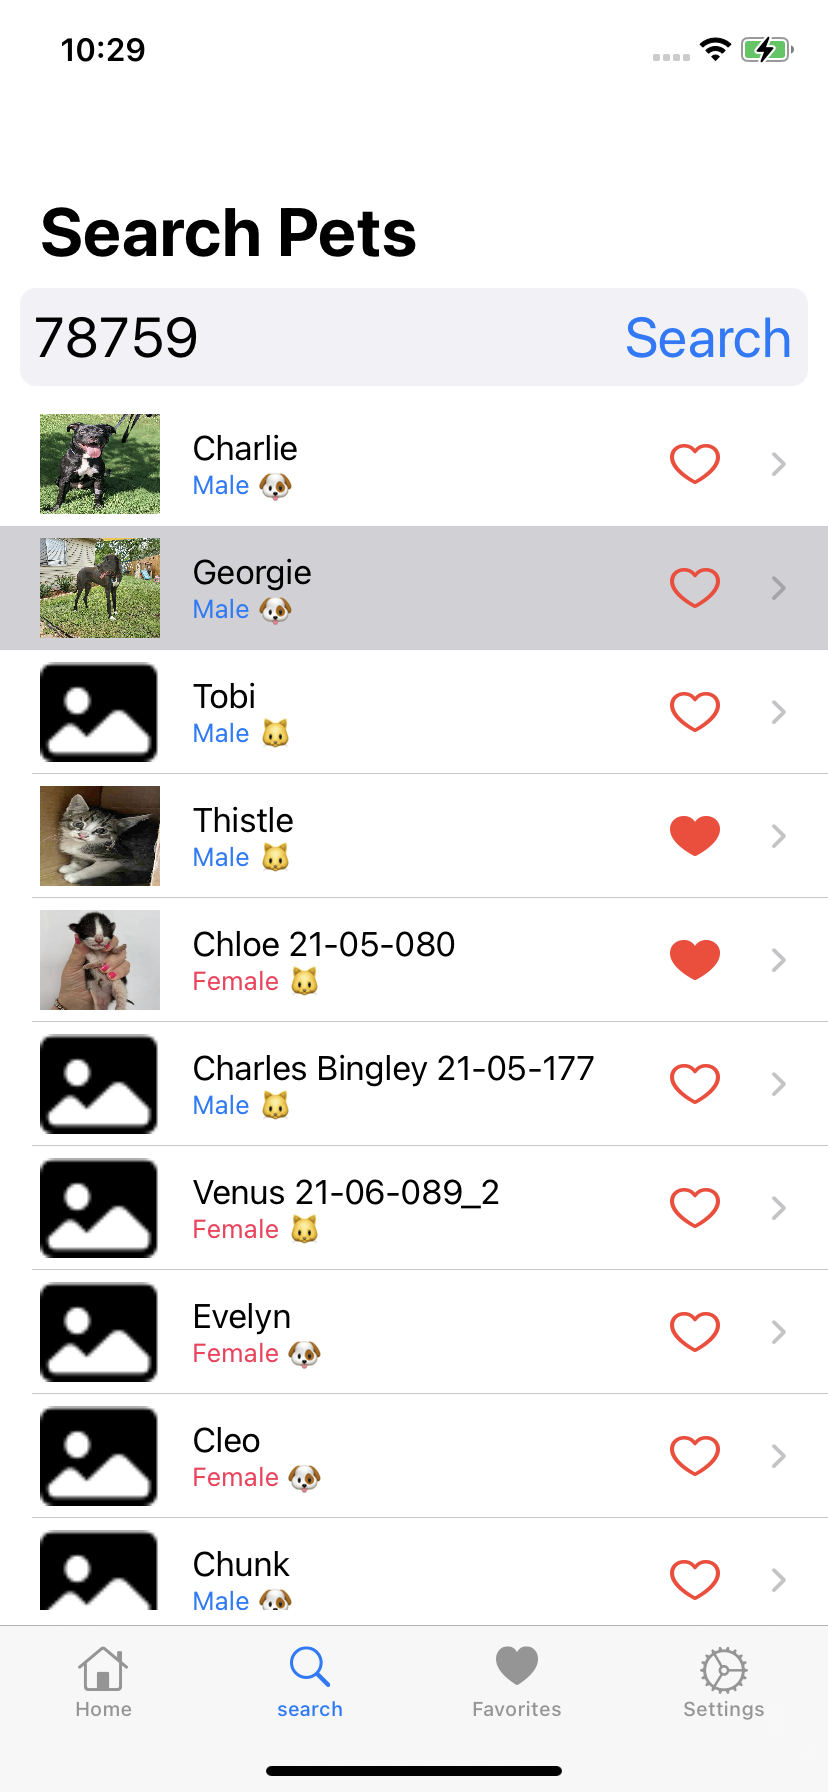 10:29
Search Pets
78759 Search
Charlie
Male
Georgie
Male
Tobi
Male
Thistle
Male
Chloe 21-05-080
Female
Charles Bingley 21-05-177
Male
Venus 21-06-089_2
Female
Evelyn
Female
Cleo
Female
Chunk
Male
Home search Favorites Settings